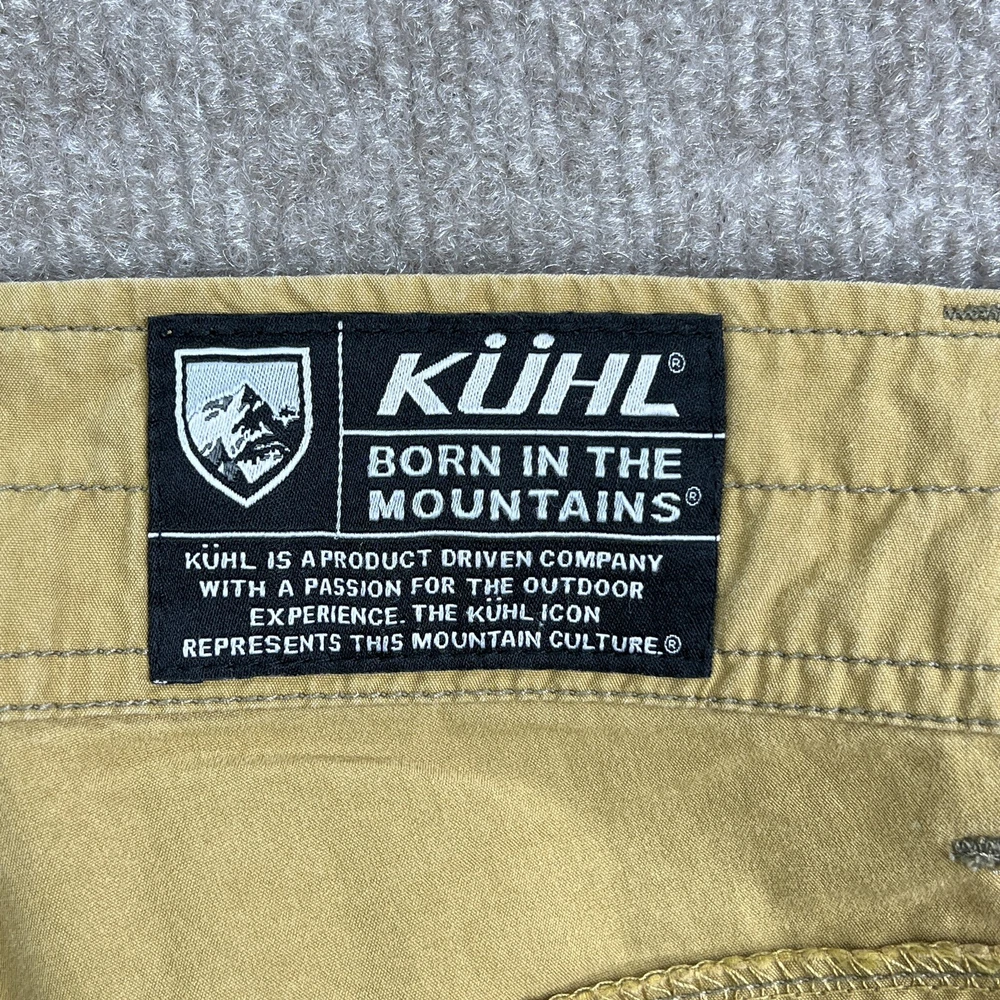 KÜHL®
BORN IN THE
MOUNTAINS®
KÜHL IS A PRODUCT DRIVEN COMPANY
WITH A PASSION FOR THE OUTDOOR
EXPERIENCE. THE KÜHL ICON
REPRESENTS THIS MOUNTAIN CULTURE.®